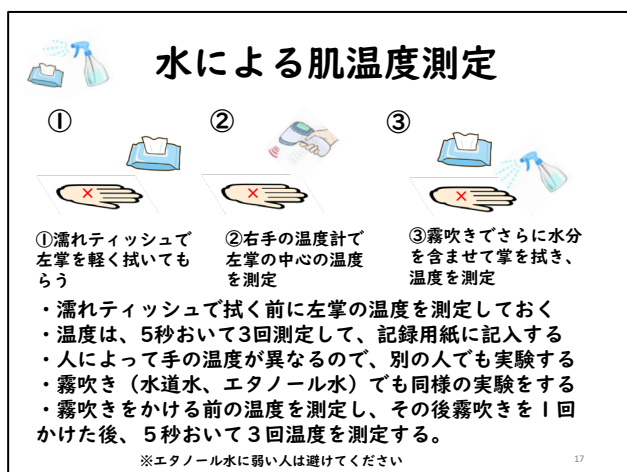 水による肌温度測定
①
②
③
①濡れティッシュで
左掌を軽く拭いても
らう
②右手の温度計で
左掌の中心の温度
を測定
③霧吹きでさらに水分
を含ませて掌を拭き、
温度を測定
・濡れティッシュで拭く前に左掌の温度を測定しておく
・温度は、5秒おいて3回測定して、記録用紙に記入する
・人によって手の温度が異なるので、別の人でも実験する
・霧吹き（水道水、エタノール水）でも同様の実験をする
・霧吹きをかける前の温度を測定し、その後霧吹きを1回
かけた後、５秒おいて３回温度を測定する。
※エタノール水に弱い人は避けてください
17